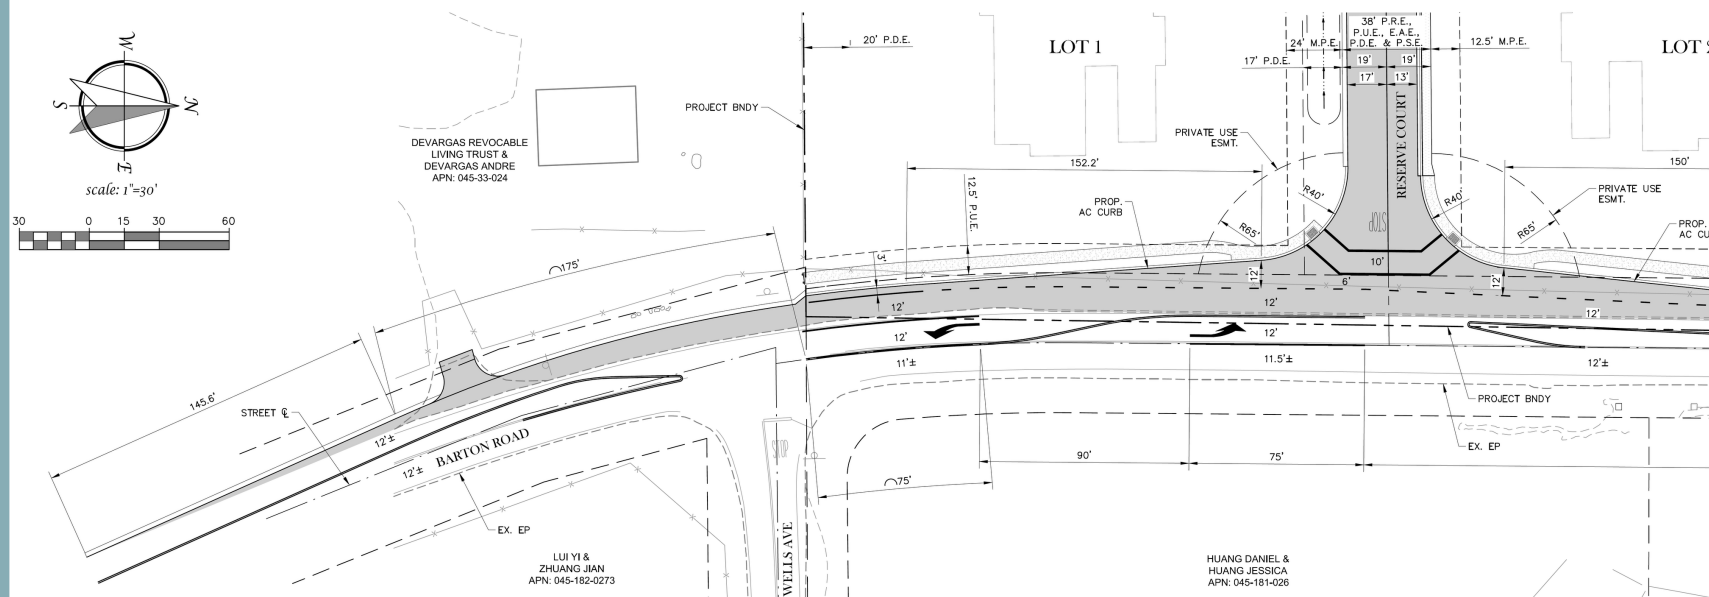 W
S
N
E
scale: 1"=30'
30 0 15 30 60
20' P.D.E.
PROJECT BNDY
DEVARGAS REVOCABLE
LIVING TRUST &
DEVARGAS ANDRE
APN: 045-33-024
LOT 1
38' P.R.E.,
P.U.E., E.A.E.,
P.D.E. & P.S.E.
24' M.P.E.
12.5' M.P.E.
17' P.D.E.
19' 19'
17' 13'
RESERVE COURT
LOT
PRIVATE USE
ESMT.
152.2'
150'
12.5' P.U.E.
PROP.
AC CURB
R40'
R65'
STOP
R40'
R65'
PRIVATE USE
ESMT.
PROP.
AC CU
175'
3'
12'
10'
6'
12'
12'
12'
12'
12'
12'
11'±
11.5'±
12'±
PROJECT BNDY
EX. EP
145.6'
STREET ℄
12'±
12'±
BARTON ROAD
EX. EP
STOP
WELLS AVE
75'
90'
75'
LUI YI &
ZHUANG JIAN
APN: 045-182-0273
HUANG DANIEL &
HUANG JESSICA
APN: 045-181-026